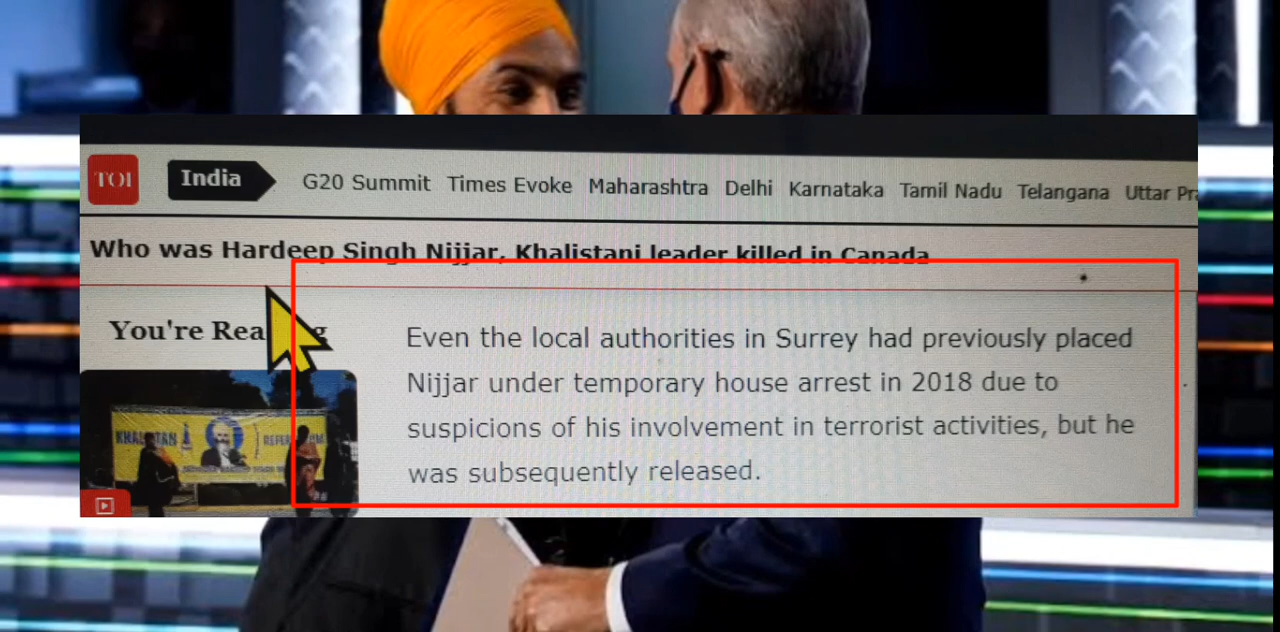 TOI
India
G20 Summit Times Evoke Maharashtra Delhi Karnataka Tamil Nadu Telangana Uttar
Who was Hardeep Singh Nijjar, Khalistani leader killed in Canada
You're
Even the local authorities in Surrey had previously placed
Nijjar under temporary house arrest in 2018 due to
suspicions of his involvement in terrorist activities, but he
was subsequently released.
KHALISTAN